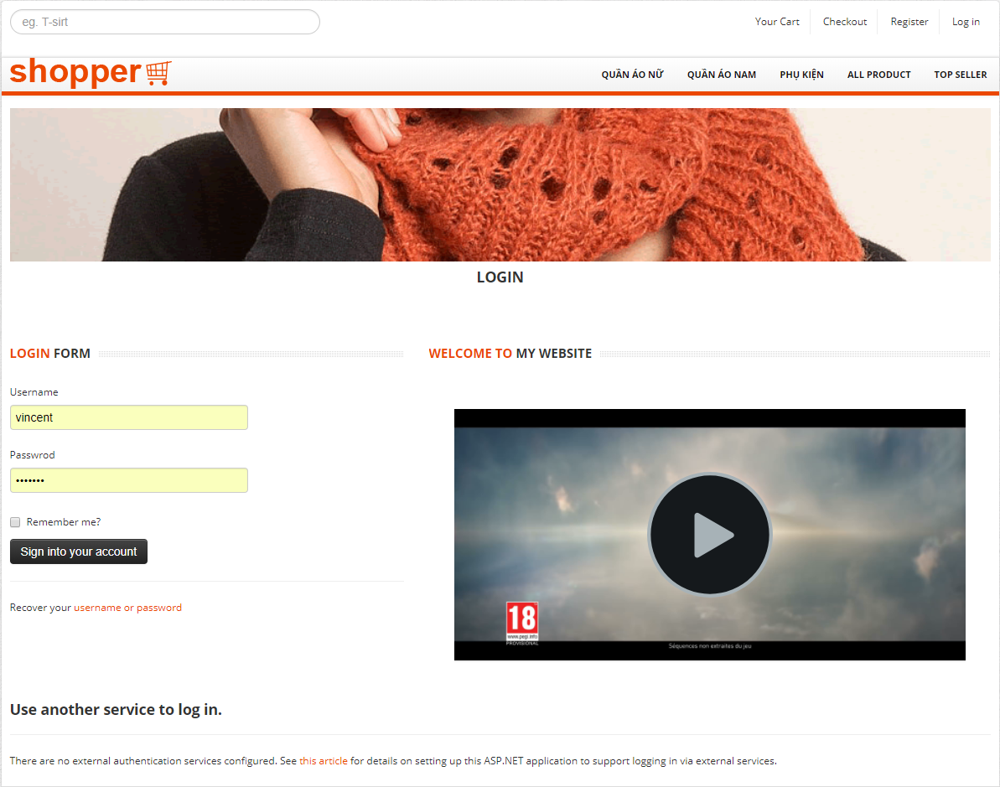 eg. T-sirt
Your Cart Checkout Register Log in
shopper
QUẦN ÁO NỮ QUẦN ÁO NAM PHỤ KIỆN ALL PRODUCT TOP SELLER
LOGIN
LOGIN FORM
Username
vincent
Passwrod
•••••••
Remember me?
Sign into your account
Recover your username or password
WELCOME TO MY WEBSITE
18
www.pegi.info
PROVISIONAL
Séquences non extraites du jeu
Use another service to log in.
There are no external authentication services configured. See this article for details on setting up this ASP.NET application to support logging in via external services.